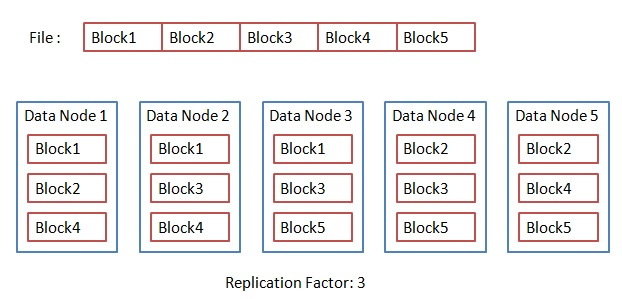 File : Block1 Block2 Block3 Block4 Block5
Data Node 1 Data Node 2 Data Node 3 Data Node 4 Data Node 5
Block1 Block1 Block1 Block2 Block2
Block2 Block3 Block3 Block3 Block4
Block4 Block4 Block5 Block5 Block5
Replication Factor: 3